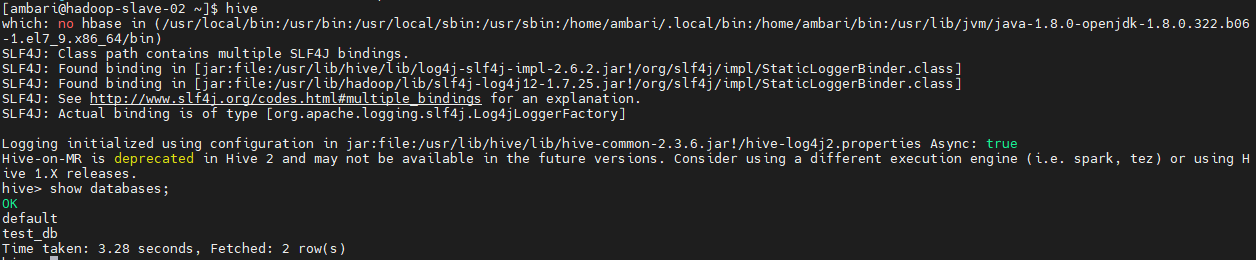 [ambari@hadoop-slave-02 ~]$ hive
which: no hbase in (/usr/local/bin:/usr/bin:/usr/local/sbin:/usr/sbin:/home/ambari/.local/bin:/home/ambari/bin:/usr/lib/jvm/java-1.8.0-openjdk-1.8.0.322.b06
-1.el7_9.x86_64/bin)
SLF4J: Class path contains multiple SLF4J bindings.
SLF4J: Found binding in [jar:file:/usr/lib/hive/lib/log4j-slf4j-impl-2.6.2.jar!/org/slf4j/impl/StaticLoggerBinder.class]
SLF4J: Found binding in [jar:file:/usr/lib/hadoop/lib/slf4j-log4j12-1.7.25.jar!/org/slf4j/impl/StaticLoggerBinder.class]
SLF4J: See http://www.slf4j.org/codes.html#multiple_bindings for an explanation.
SLF4J: Actual binding is of type [org.apache.logging.slf4j.Log4jLoggerFactory]
Logging initialized using configuration in jar:file:/usr/lib/hive/lib/hive-common-2.3.6.jar!/hive-log4j2.properties Async: true
Hive-on-MR is deprecated in Hive 2 and may not be available in the future versions. Consider using a different execution engine (i.e. spark, tez) or using H
ive 1.X releases.
hive> show databases;
OK
default
test_db
Time taken: 3.28 seconds, Fetched: 2 row(s)